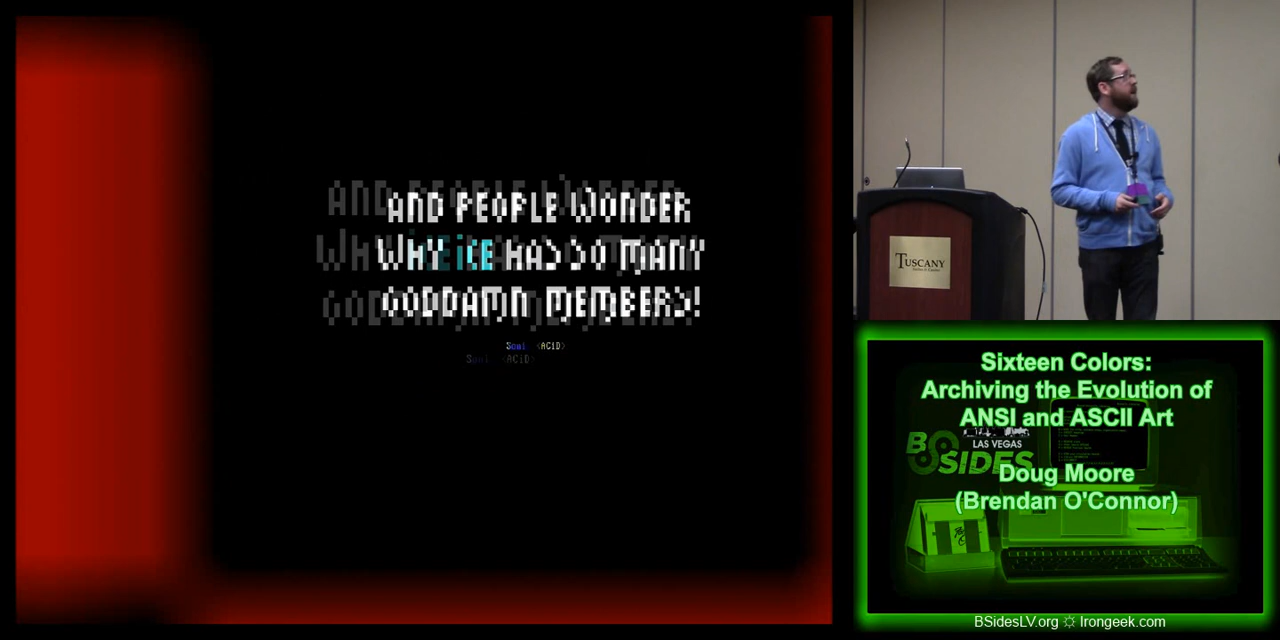 AND PEOPLE WONDER
WHY iCE HAS SO MANY
GODDAMN MEMBERS!
<ACiD>
TUSCANY
Sixteen Colors:
Archiving the Evolution of
ANSI and ASCII Art
LAS VEGAS
BSIDES
Doug Moore
(Brendan O'Connor)
BSidesLV.org ☼ Irongeek.com